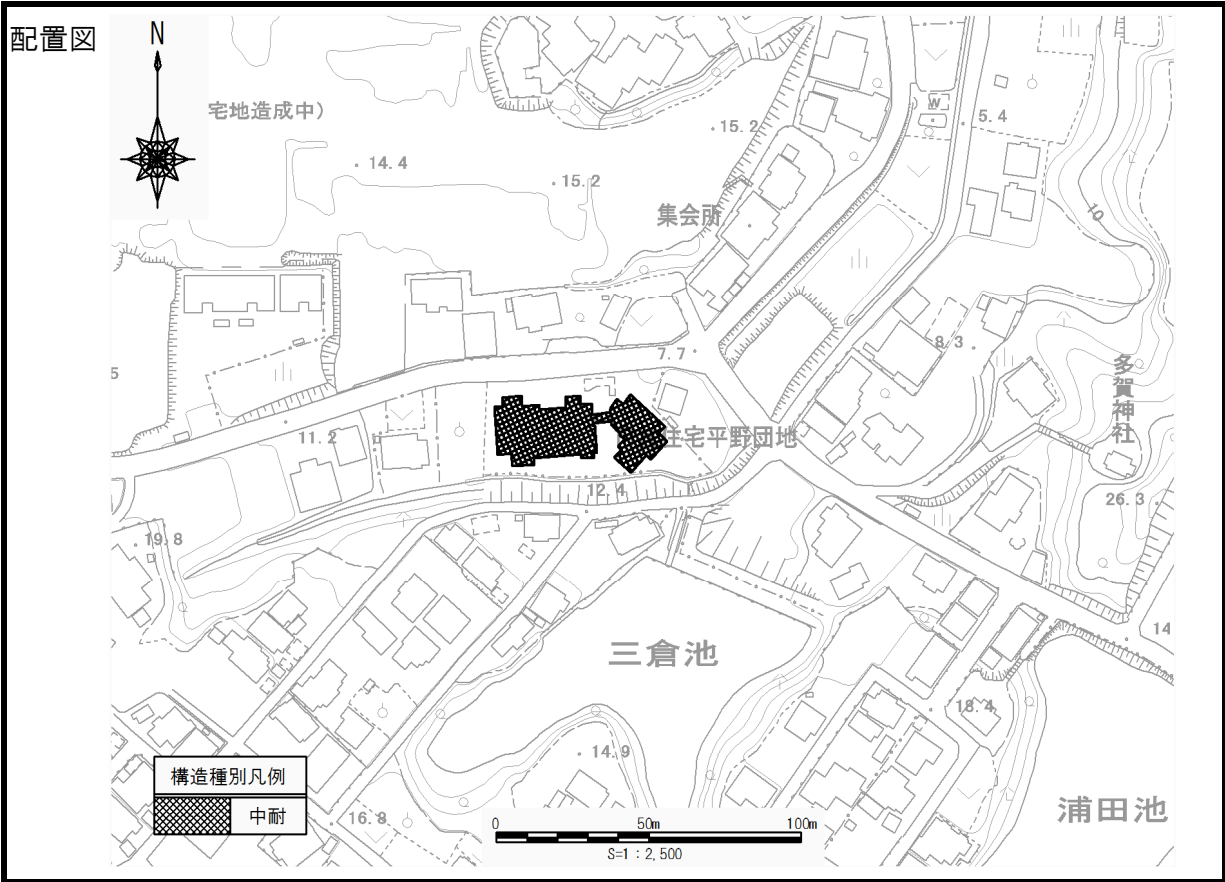 配置図
N
宅地造成中)
W
5.4
15.2
14.4
15.2
10
集会所
7.7
8.3
5
多賀神社
11.2
住宅平野団地
12.4
26.3
19.8
14
三倉池
18.4
14.9
構造種別凡例
中耐
16.8
浦田池
0 50m 100m
S=1：2,500